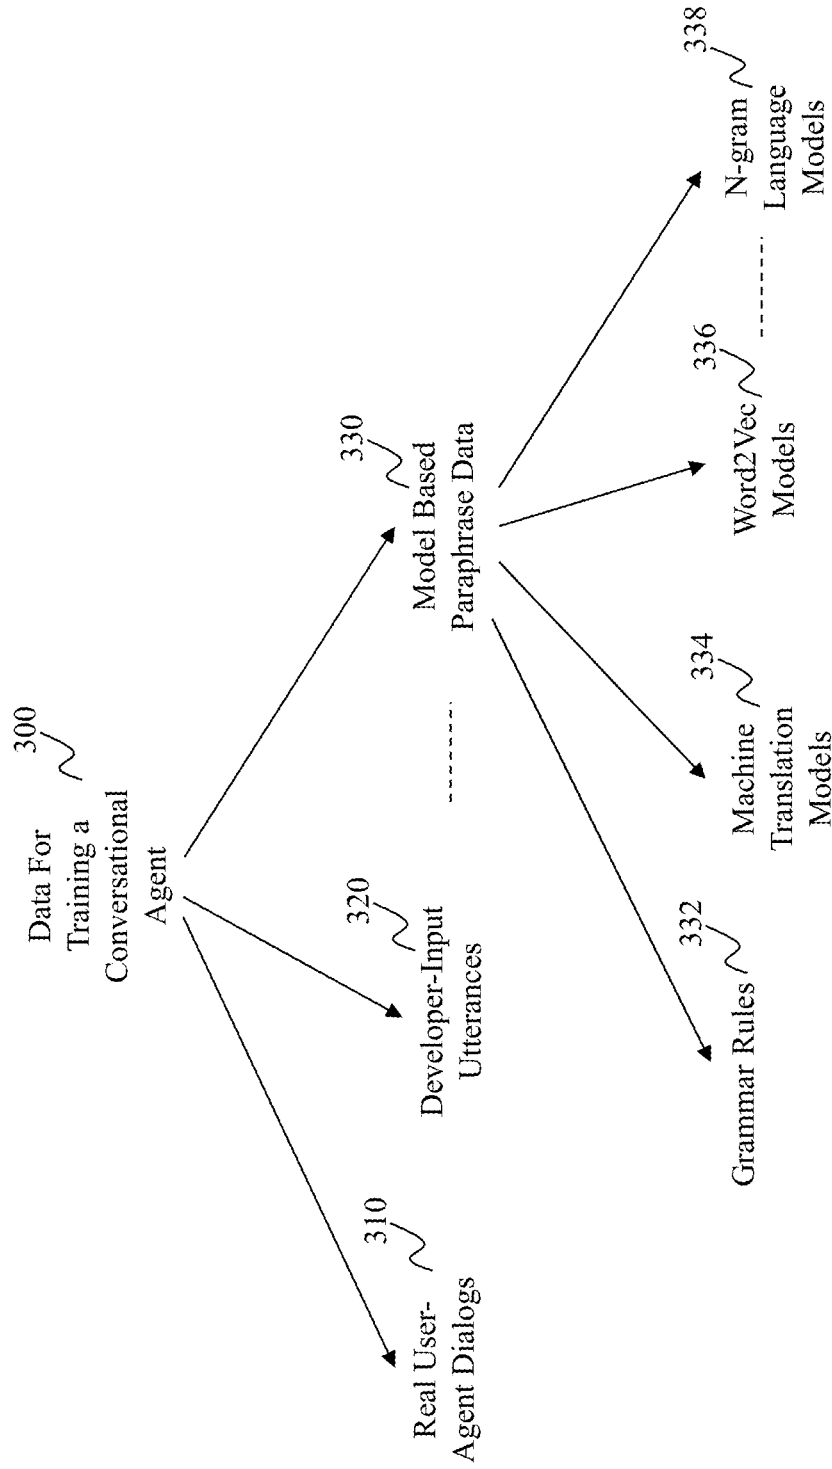 300
Data For
Training a
Conversational
Agent
310
Real User-
Agent Dialogs
320
Developer-Input
Utterances
330
Model Based
Paraphrase Data
332
Grammar Rules
334
Machine
Translation
Models
336
Word2Vec
Models
338
N-gram
Language
Models